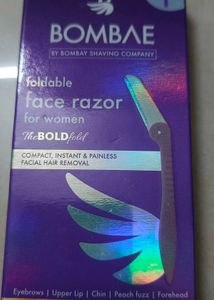 BOMBAE
BY BOMBAY SHAVING COMPANY
foldable
face razor
for women
The BOLD fold
COMPACT, INSTANT & PAINLESS
FACIAL HAIR REMOVAL
Eyebrows | Upper Lip | Chin | Peach fuzz | Forehead